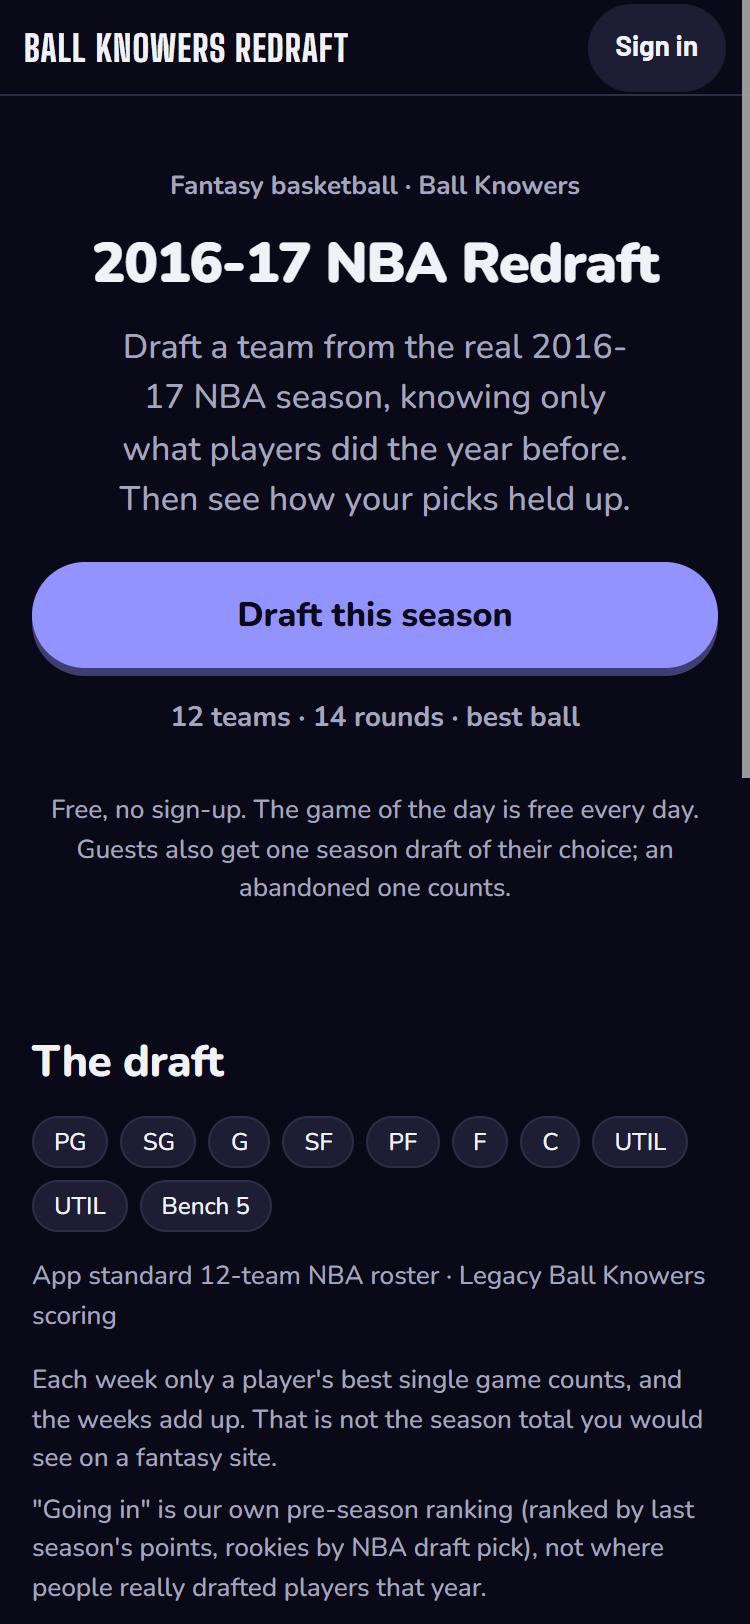 BALL KNOWERS REDRAFT
Sign in
Fantasy basketball · Ball Knowers
2016-17 NBA Redraft
Draft a team from the real 2016-
17 NBA season, knowing only
what players did the year before.
Then see how your picks held up.
Draft this season
12 teams · 14 rounds · best ball
Free, no sign-up. The game of the day is free every day.
Guests also get one season draft of their choice; an
abandoned one counts.
The draft
PG SG G SF PF F C UTIL
UTIL Bench 5
App standard 12-team NBA roster · Legacy Ball Knowers
scoring
Each week only a player's best single game counts, and
the weeks add up. That is not the season total you would
see on a fantasy site.
"Going in" is our own pre-season ranking (ranked by last
season's points, rookies by NBA draft pick), not where
people really drafted players that year.